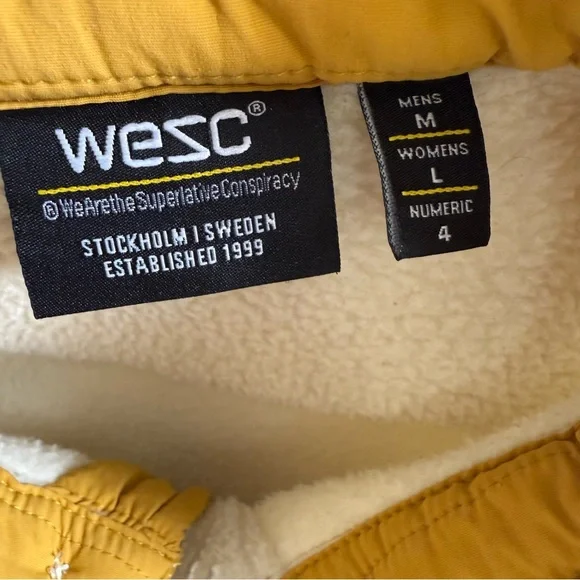 wesc®
®WeAretheSuperlativeConspiracy
STOCKHOLM | SWEDEN
ESTABLISHED 1999
MENS
M
WOMENS
L
NUMERIC
4